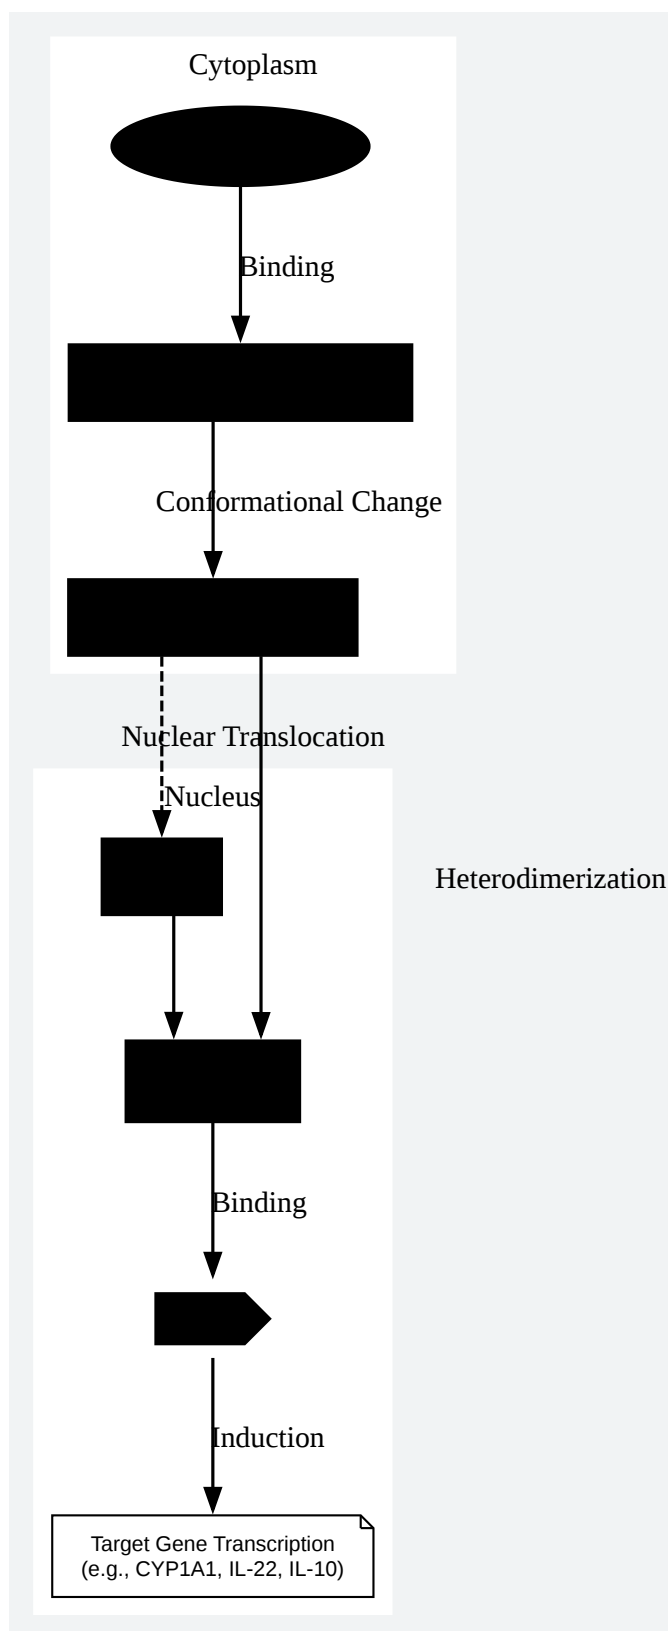 Cytoplasm
Binding
Conformational Change
Nuclear Translocation
Nucleus
Heterodimerization
Binding
Induction
Target Gene Transcription
(e.g., CYP1A1, IL-22, IL-10)